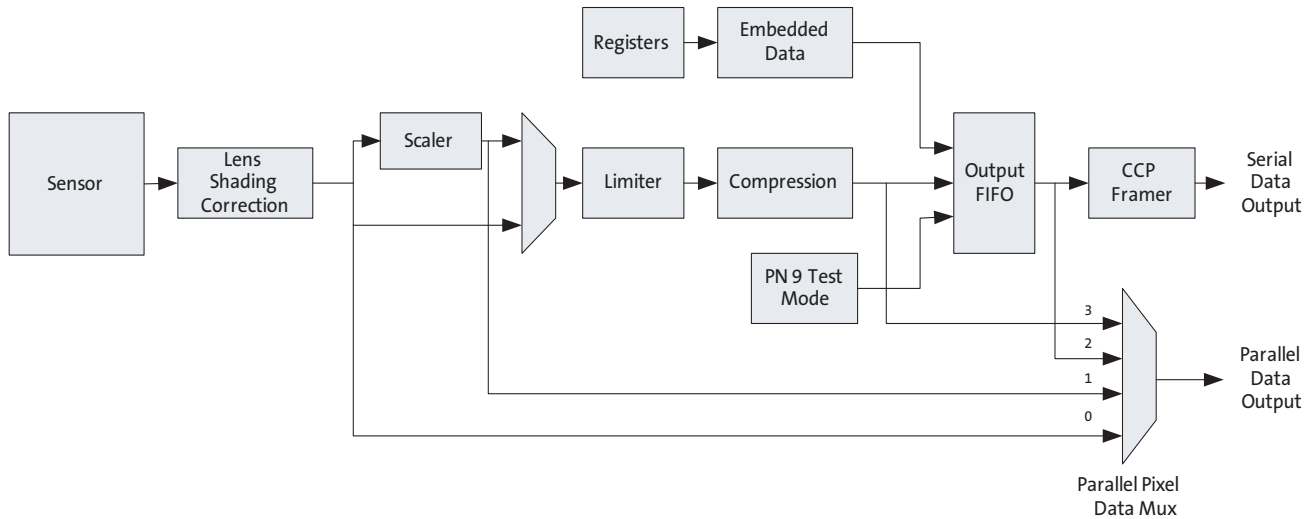 Registers
Embedded
Data
Sensor
Lens
Shading
Correction
Scaler
Limiter
Compression
Output
FIFO
CCP
Framer
Serial
Data
Output
PN 9 Test
Mode
3
2
1
0
Parallel
Data
Output
Parallel Pixel
Data Mux